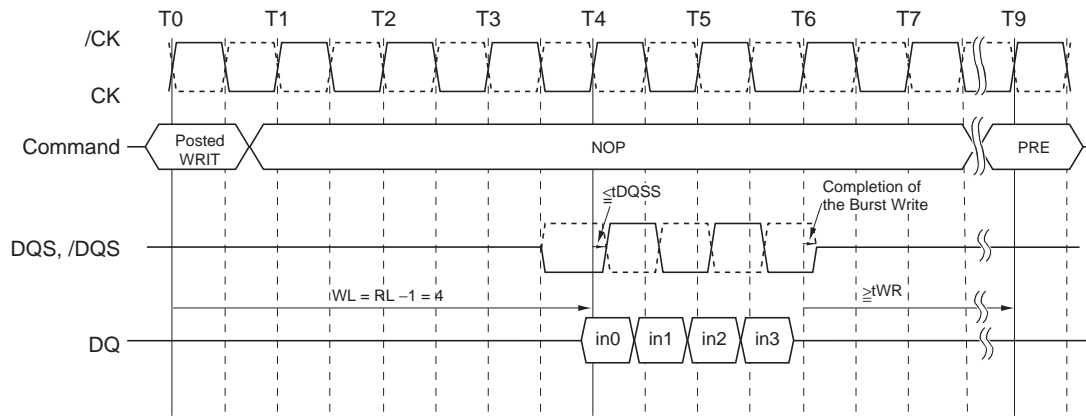 T0 T1 T2 T3 T4 T5 T6 T7 T9
/CK
CK
Command
Posted
WRIT
NOP
PRE
≦tDQSS
Completion of
the Burst Write
DQS, /DQS
WL = RL −1 = 4
≧tWR
DQ
in0 in1 in2 in3